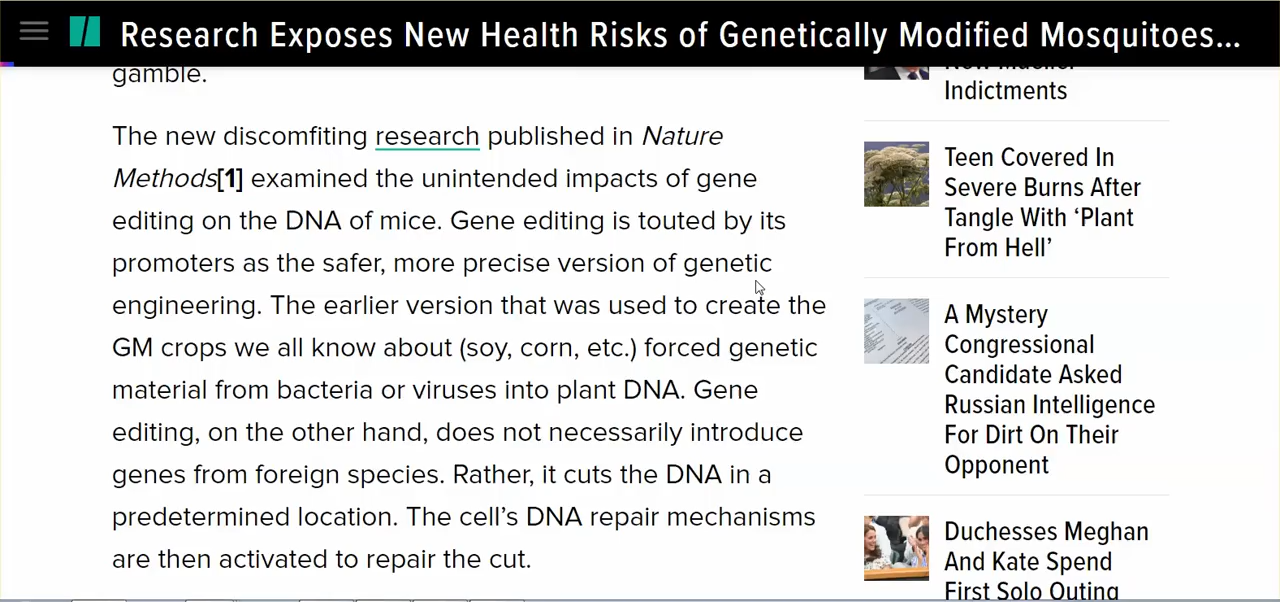 Research Exposes New Health Risks of Genetically Modified Mosquitoes...
gamble.
The new discomfiting research published in Nature
Methods[1] examined the unintended impacts of gene
editing on the DNA of mice. Gene editing is touted by its
promoters as the safer, more precise version of genetic
engineering. The earlier version that was used to create the
GM crops we all know about (soy, corn, etc.) forced genetic
material from bacteria or viruses into plant DNA. Gene
editing, on the other hand, does not necessarily introduce
genes from foreign species. Rather, it cuts the DNA in a
predetermined location. The cell’s DNA repair mechanisms
are then activated to repair the cut.
New Mueller
Indictments
Teen Covered In
Severe Burns After
Tangle With ‘Plant
From Hell’
A Mystery
Congressional
Candidate Asked
Russian Intelligence
For Dirt On Their
Opponent
Duchesses Meghan
And Kate Spend
First Solo Outing